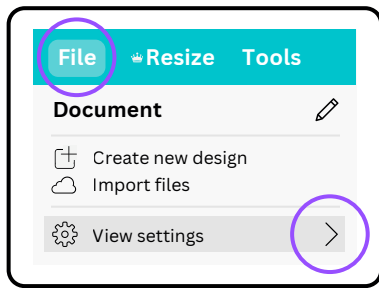 File Resize Tools
Document
Create new design
Import files
View settings